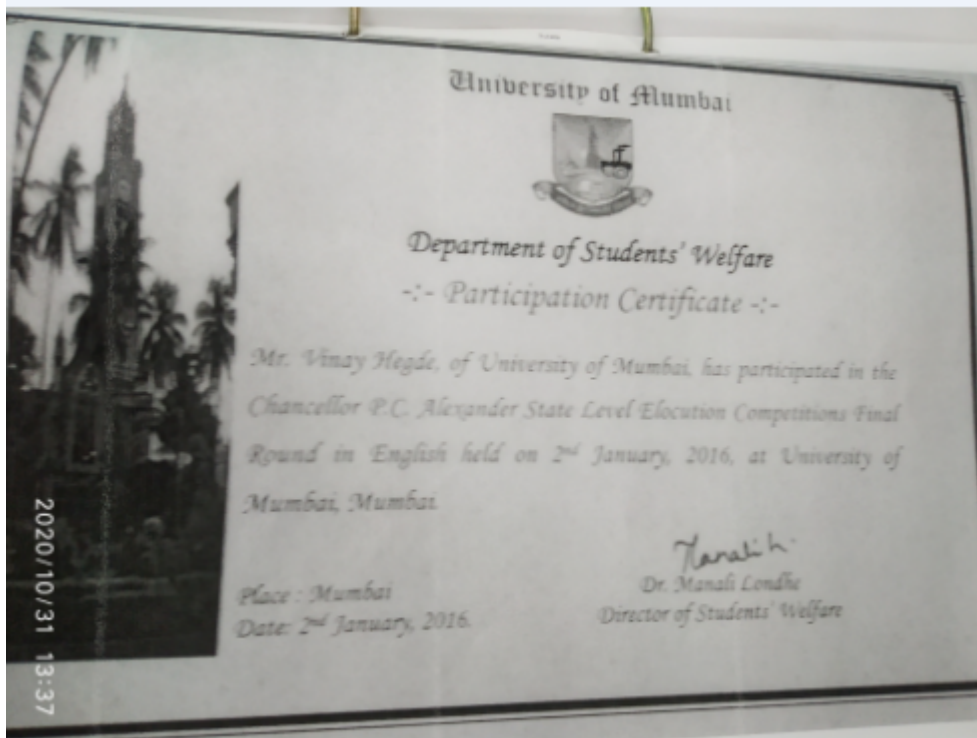 University of Mumbai
Department of Students' Welfare
-:- Participation Certificate -:-
Mr. Vinay Hegde, of University of Mumbai, has participated in the
Chancellor P.C. Alexander State Level Elocution Competitions Final
Round in English held on 2nd January, 2016, at University of
Mumbai, Mumbai.
Manali L.
Place : Mumbai
Date: 2nd January, 2016.
Dr. Manali Londhe
Director of Students' Welfare
2020/10/31 13:37